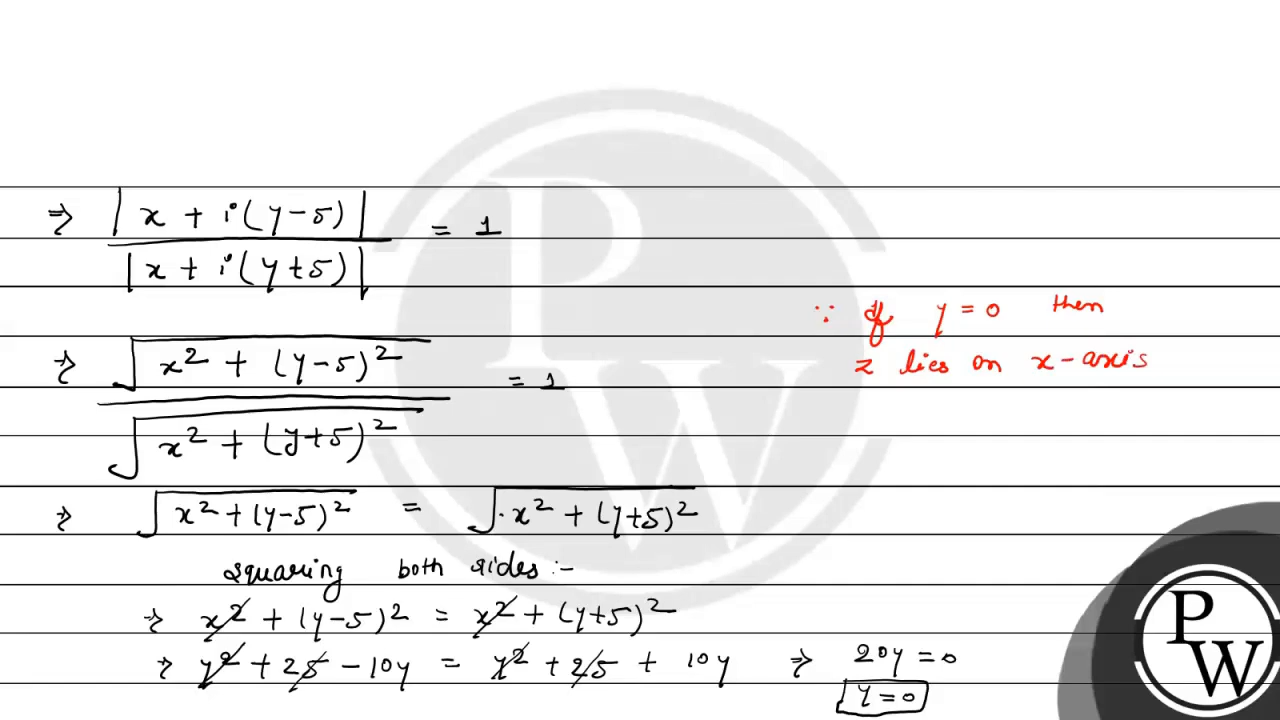 ⇒ |x + i(y-5)| / |x + i(y+5)| = 1
∵ If y = 0 then
z lies on x-axis
⇒ √(x² + (y-5)²) / √(x² + (y+5)²) = 1
⇒ √(x² + (y-5)²) = √(x² + (y+5)²)
squaring both sides :-
⇒ x² + (y-5)² = x² + (y+5)²
⇒ y² + 25 - 10y = y² + 25 + 10y ⇒ 20y = 0
y = 0
PW
PW